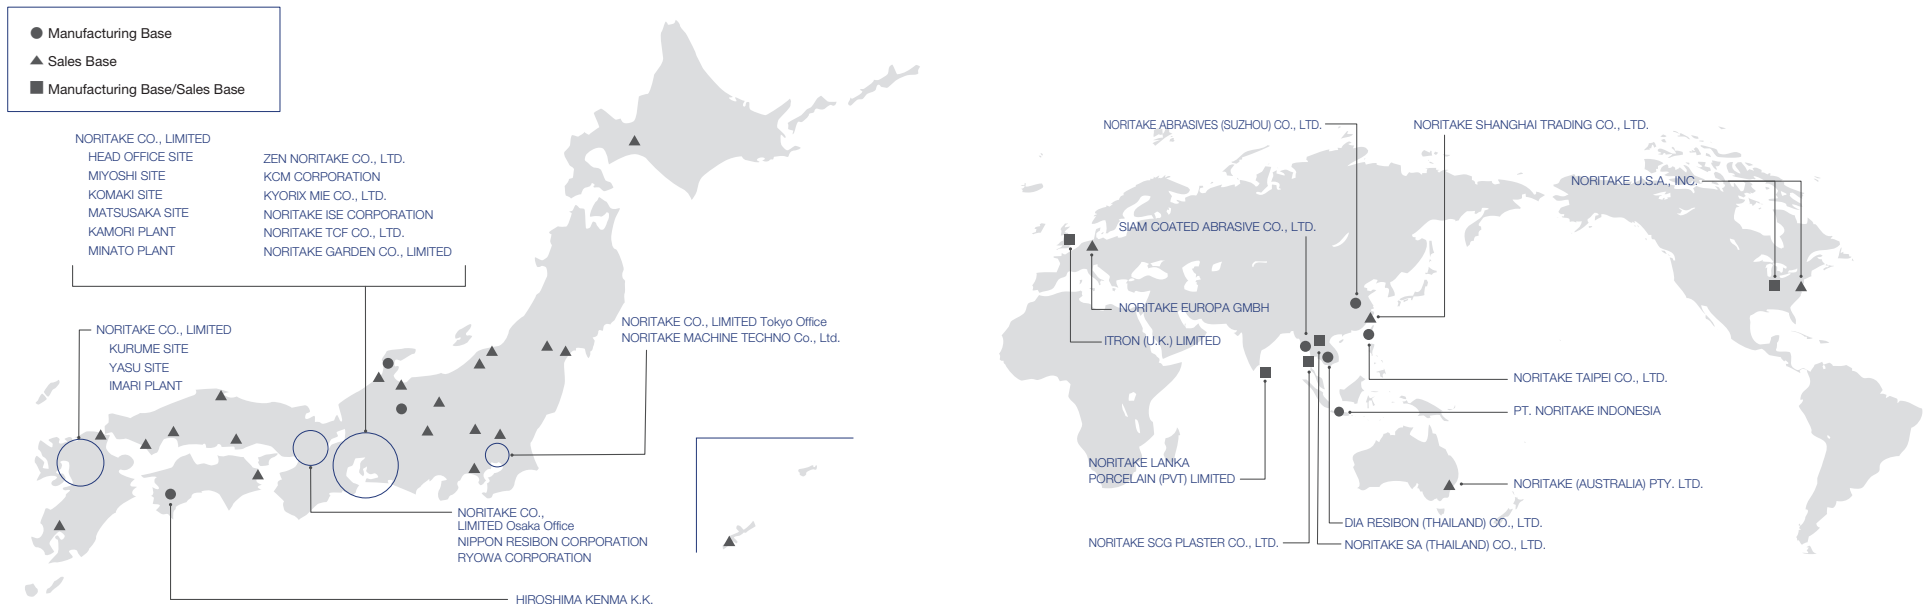 Manufacturing Base
Sales Base
Manufacturing Base/Sales Base
NORITAKE CO., LIMITED
HEAD OFFICE SITE
MIYOSHI SITE
KOMAKI SITE
MATSUSAKA SITE
KAMORI PLANT
MINATO PLANT
ZEN NORITAKE CO., LTD.
KCM CORPORATION
KYORIX MIE CO., LTD.
NORITAKE ISE CORPORATION
NORITAKE TCF CO., LTD.
NORITAKE GARDEN CO., LIMITED
NORITAKE CO., LIMITED
KURUME SITE
YASU SITE
IMARI PLANT
NORITAKE CO., LIMITED Tokyo Office
NORITAKE MACHINE TECHNO Co., Ltd.
NORITAKE CO.,
LIMITED Osaka Office
NIPPON RESIBON CORPORATION
RYOWA CORPORATION
HIROSHIMA KENMA K.K.
NORITAKE ABRASIVES (SUZHOU) CO., LTD.
NORITAKE SHANGHAI TRADING CO., LTD.
NORITAKE U.S.A., INC.
SIAM COATED ABRASIVE CO., LTD.
NORITAKE EUROPA GMBH
ITRON (U.K.) LIMITED
NORITAKE TAIPEI CO., LTD.
PT. NORITAKE INDONESIA
NORITAKE LANKA
PORCELAIN (PVT) LIMITED
NORITAKE (AUSTRALIA) PTY. LTD.
DIA RESIBON (THAILAND) CO., LTD.
NORITAKE SCG PLASTER CO., LTD.
NORITAKE SA (THAILAND) CO., LTD.